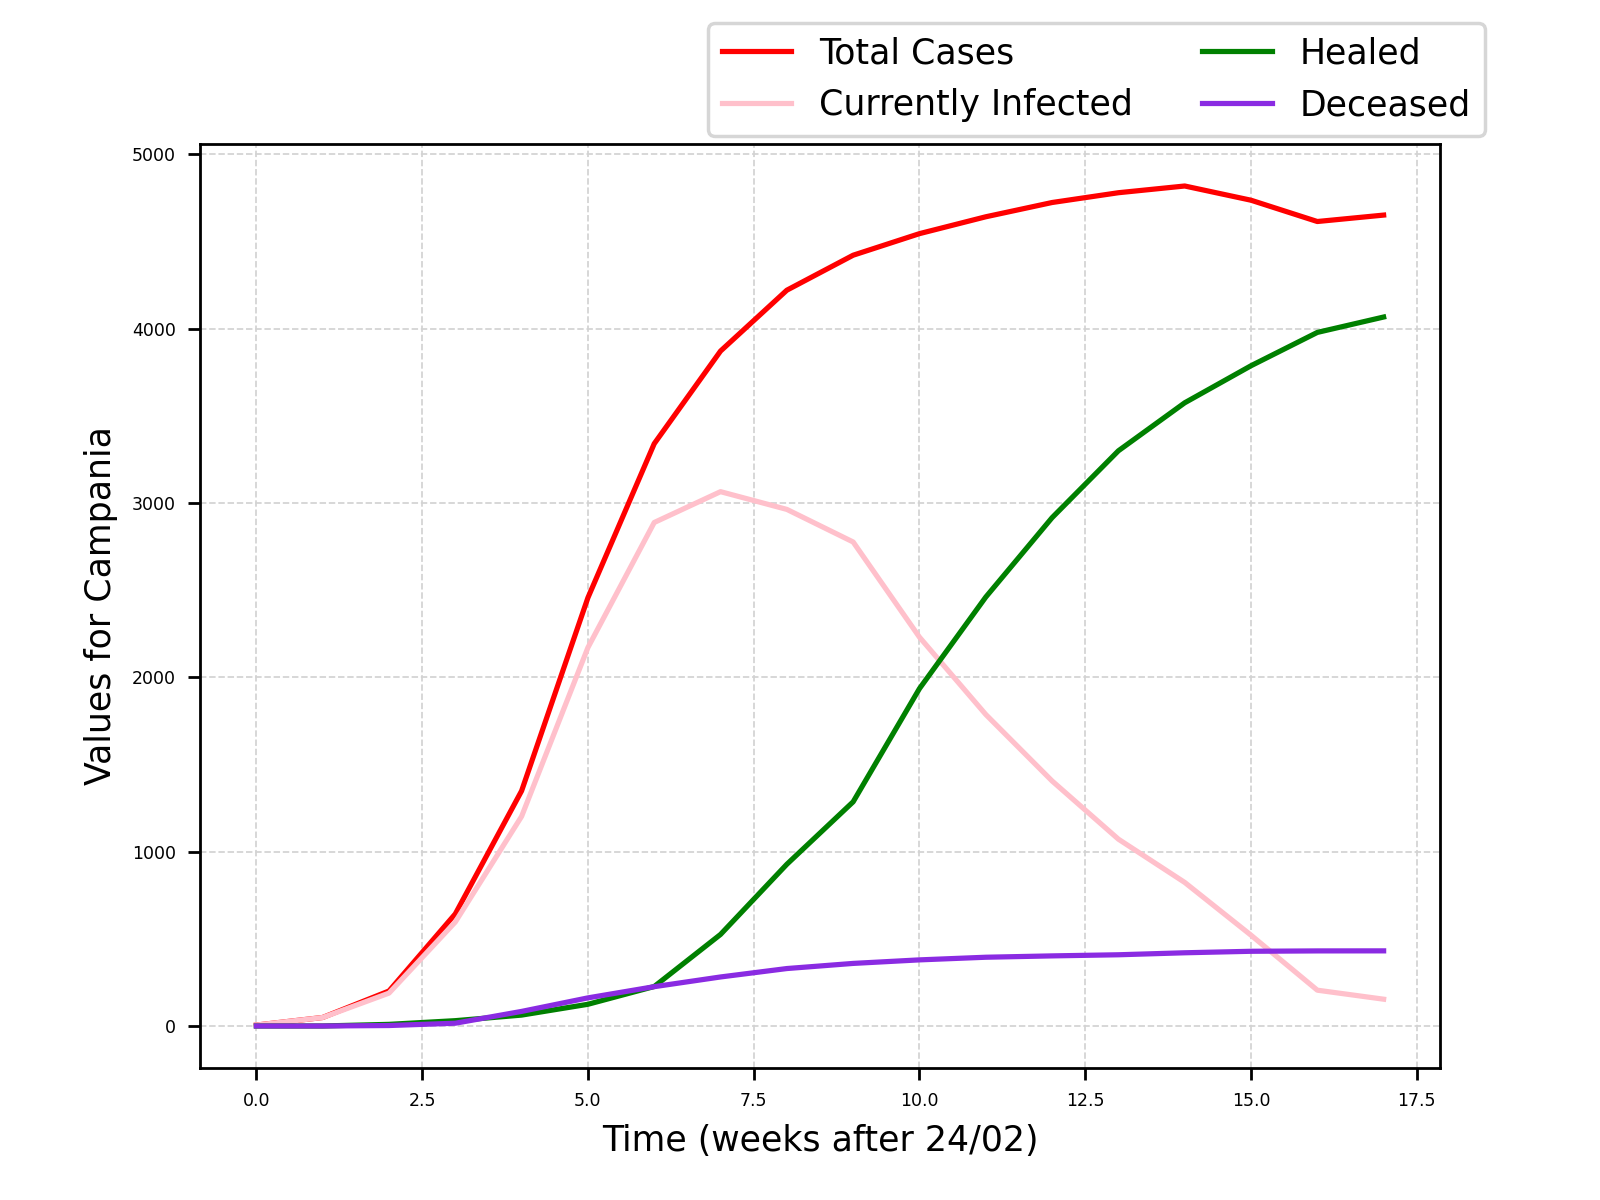 Total Cases
Currently Infected
Healed
Deceased
5000
4000
3000
2000
1000
0
Values for Campania
0.0 2.5 5.0 7.5 10.0 12.5 15.0 17.5
Time (weeks after 24/02)